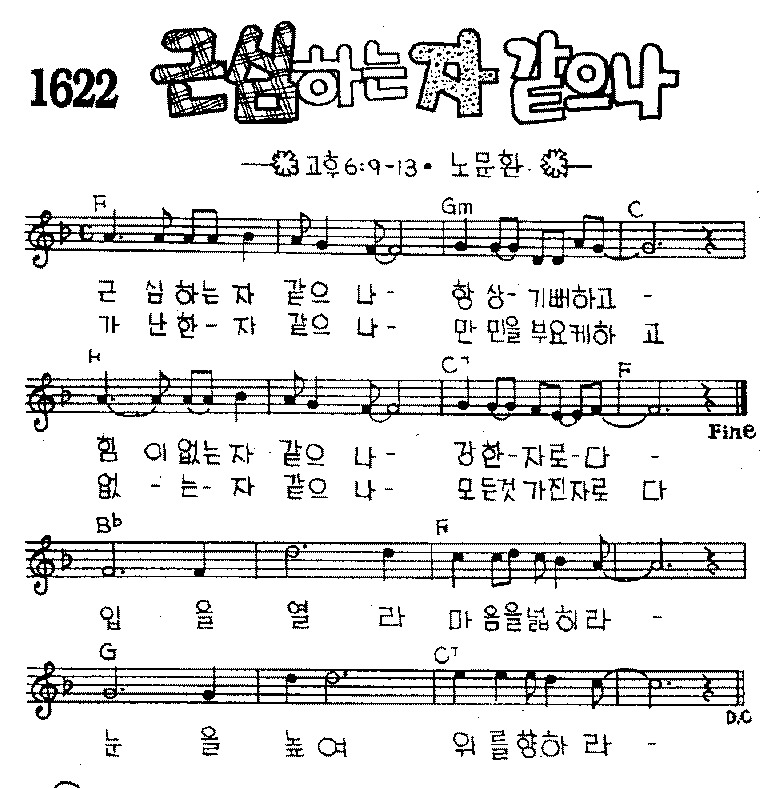 1622 근심하는 자 같으나
고후 6:9-13. 노문환
F Gm C
근 심하는 자 같으 나- 항상- 기뻐하고 -
가 난한- 자 같으 나- 만 민을 부요케하 고
F C7 F
Fine
힘 이 없는 자 같으 나- 강한-자로-다 -
없 - 는- 자 같으 나- 모든것 가진자로 다
Bb F
입 을 열 라 마 음을넓히라 -
G C7
D.C
눈 을 높 여 위 를향하 라 -